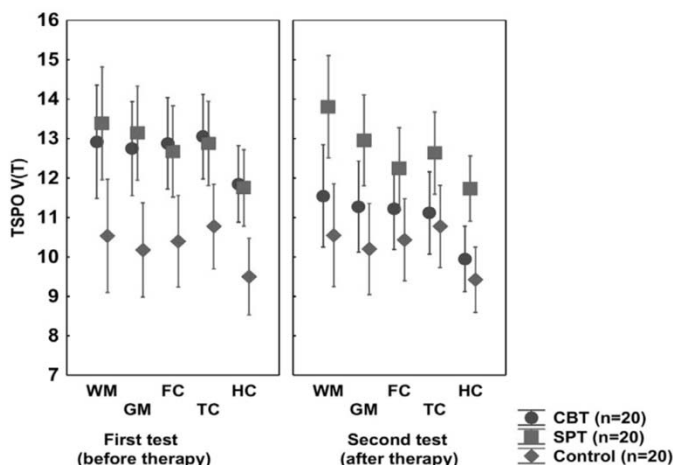 16
15
14
13
12
11
10
9
8
7
TSPO V(T)
WM FC HC
GM TC
First test
(before therapy)
WM FC HC
GM TC
Second test
(after therapy)
CBT (n=20)
SPT (n=20)
Control (n=20)